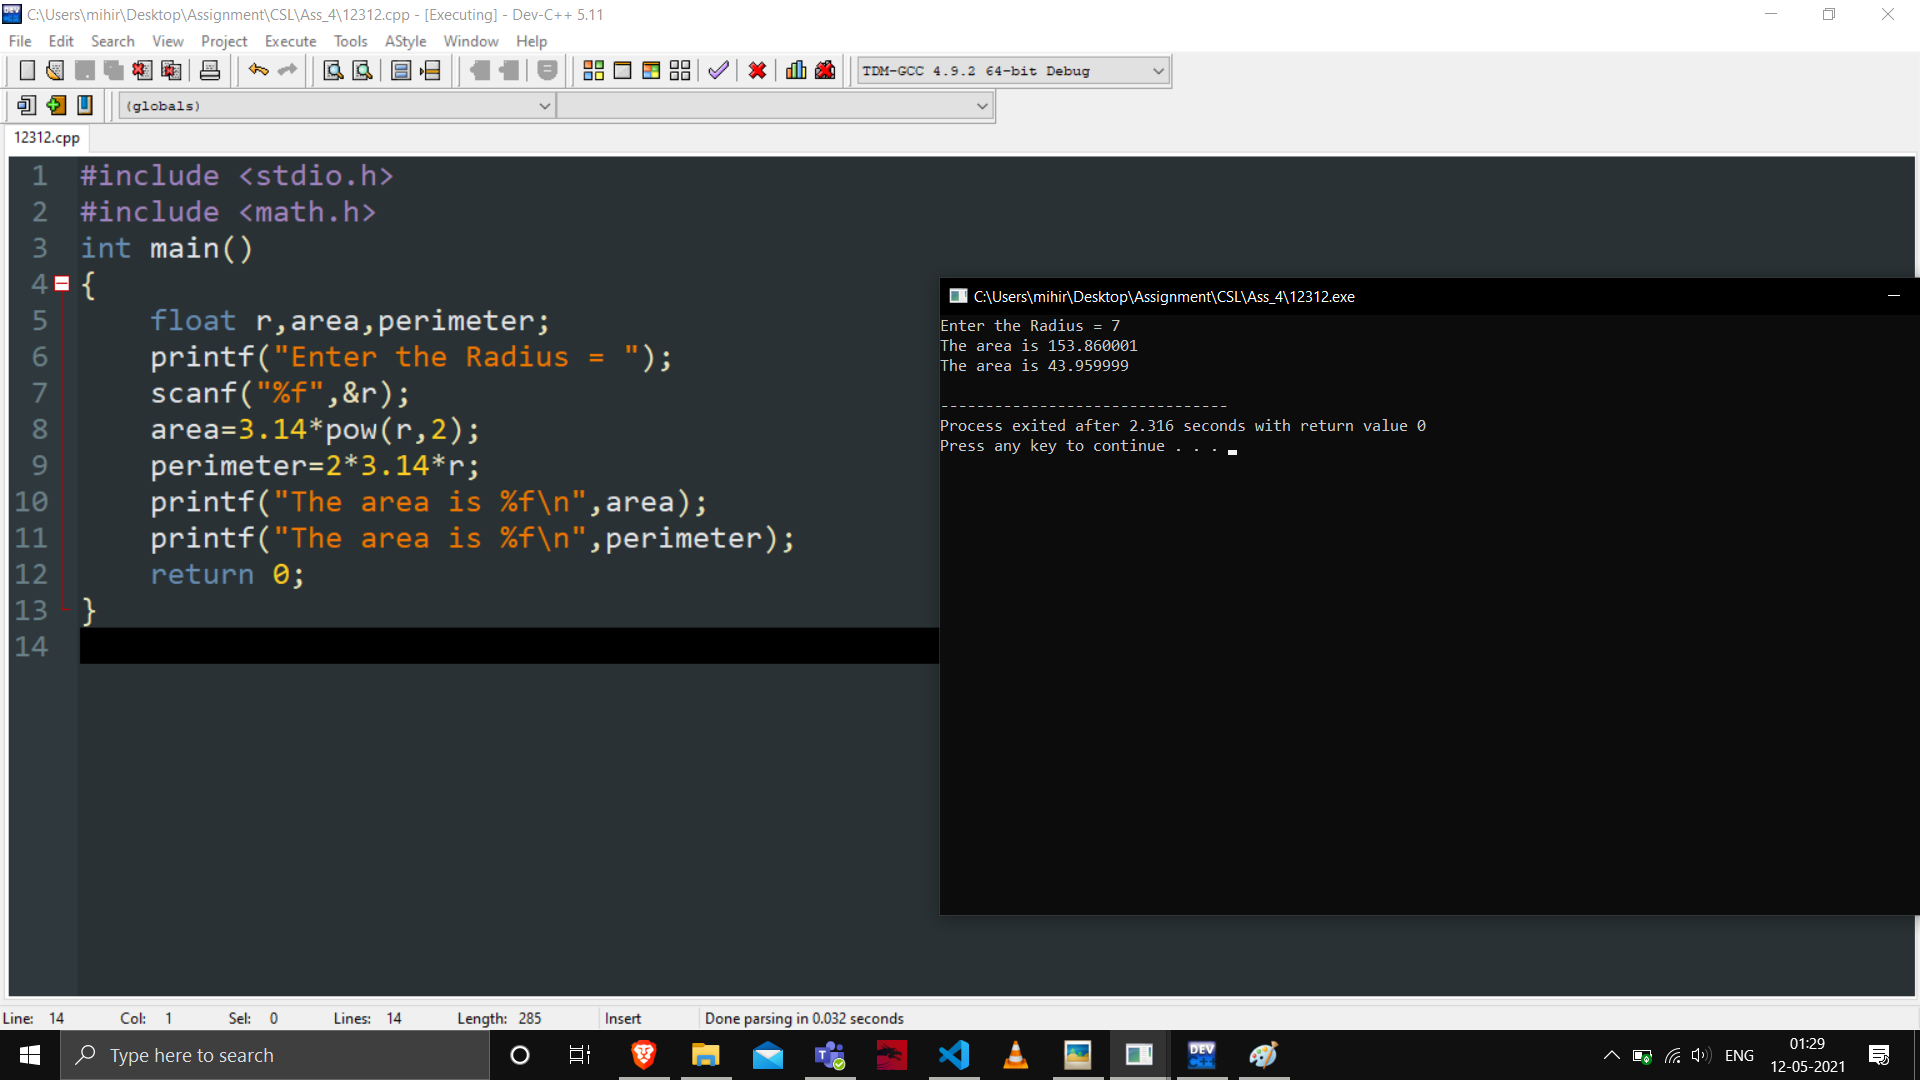 C:\Users\mihir\Desktop\Assignment\CSL\Ass_4\12312.cpp - [Executing] - Dev-C++ 5.11
File Edit Search View Project Execute Tools AStyle Window Help
TDM-GCC 4.9.2 64-bit Debug
(globals)
12312.cpp
1 #include <stdio.h>
2 #include <math.h>
3 int main()
4 {
5 float r,area,perimeter;
6 printf("Enter the Radius = ");
7 scanf("%f",&r);
8 area=3.14*pow(r,2);
9 perimeter=2*3.14*r;
10 printf("The area is %f\n",area);
11 printf("The area is %f\n",perimeter);
12 return 0;
13 }
14
C:\Users\mihir\Desktop\Assignment\CSL\Ass_4\12312.exe
Enter the Radius = 7
The area is 153.860001
The area is 43.959999
--------------------------------
Process exited after 2.316 seconds with return value 0
Press any key to continue . . .
Line: 14 Col: 1 Sel: 0 Lines: 14 Length: 285 Insert Done parsing in 0.032 seconds
Type here to search
DEV
ENG
01:29
12-05-2021